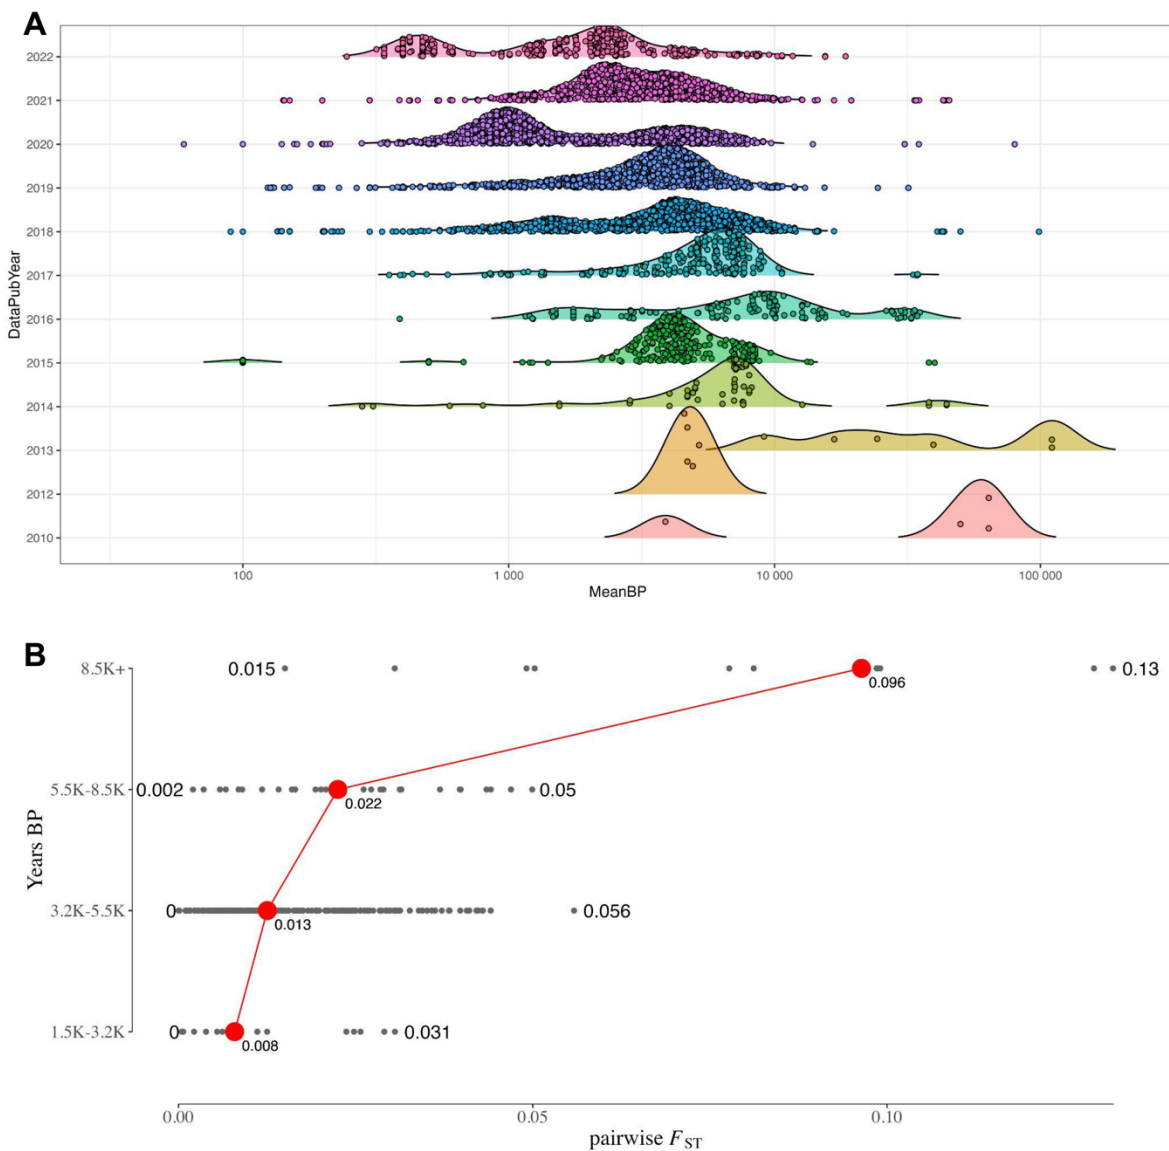 A
DataPubYear
2022
2021
2020
2019
2018
2017
2016
2015
2014
2013
2012
2010
100 1 000 10 000 100 000
MeanBP
B
Years BP
8.5K+ 0.015 0.096 0.13
5.5K-8.5K 0.002 0.022 0.05
3.2K-5.5K 0 0.013 0.056
1.5K-3.2K 0 0.008 0.031
0.00 0.05 0.10
pairwise FST